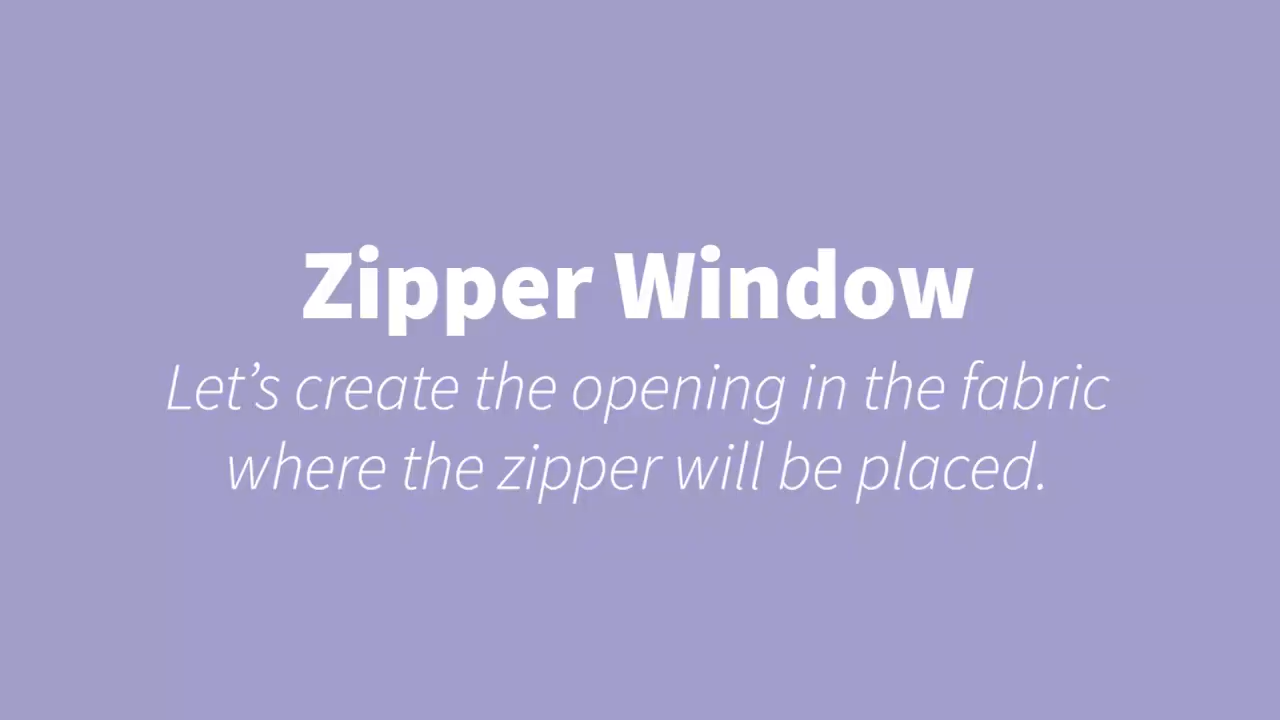 Zipper Window
Let’s create the opening in the fabric
where the zipper will be placed.